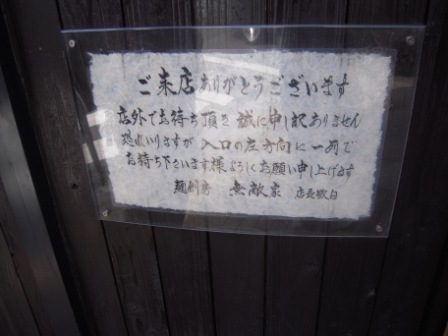 ご来店ありがとうございます
店外でお待ち頂き 誠に申し訳ありません
恐れいりますが 入口の左方向に一列で
お待ち下さいます様よろしくお願い申し上げます
麺創房 無敵家 店長敬白